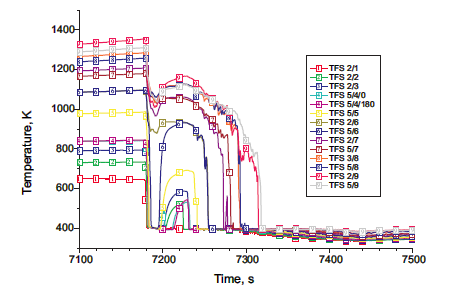 1400
1200
1000
800
600
400
Temperature, K
7100
7200
7300
7400
7500
Time, s
TFS 2/1
TFS 2/2
TFS 2/3
TFS 5/4/0
TFS 5/4/180
TFS 5/5
TFS 2/6
TFS 5/6
TFS 2/7
TFS 5/7
TFS 3/8
TFS 5/8
TFS 2/9
TFS 5/9